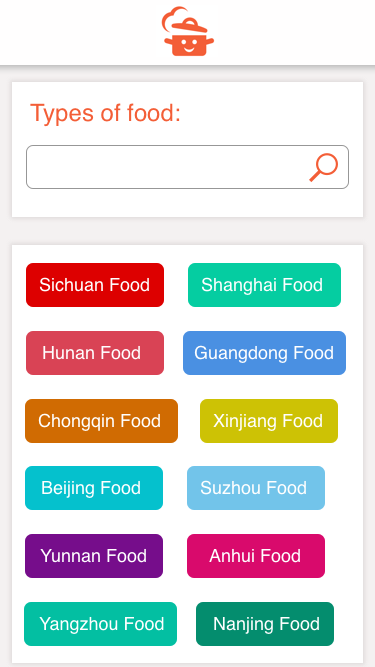 Types of food:
Sichuan Food
Shanghai Food
Hunan Food
Guangdong Food
Chongqin Food
Xinjiang Food
Beijing Food
Suzhou Food
Yunnan Food
Anhui Food
Yangzhou Food
Nanjing Food